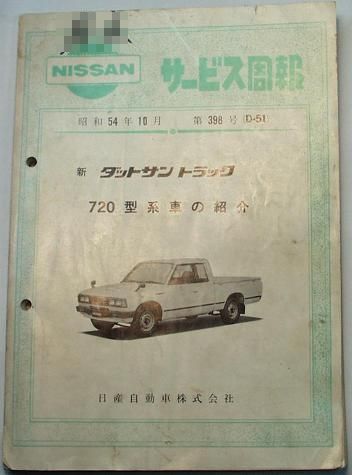 NISSAN
サービス周報
昭和54年10月 第398号(D-51)
新 ダットサントラック
720型系車の紹介
日産自動車株式会社